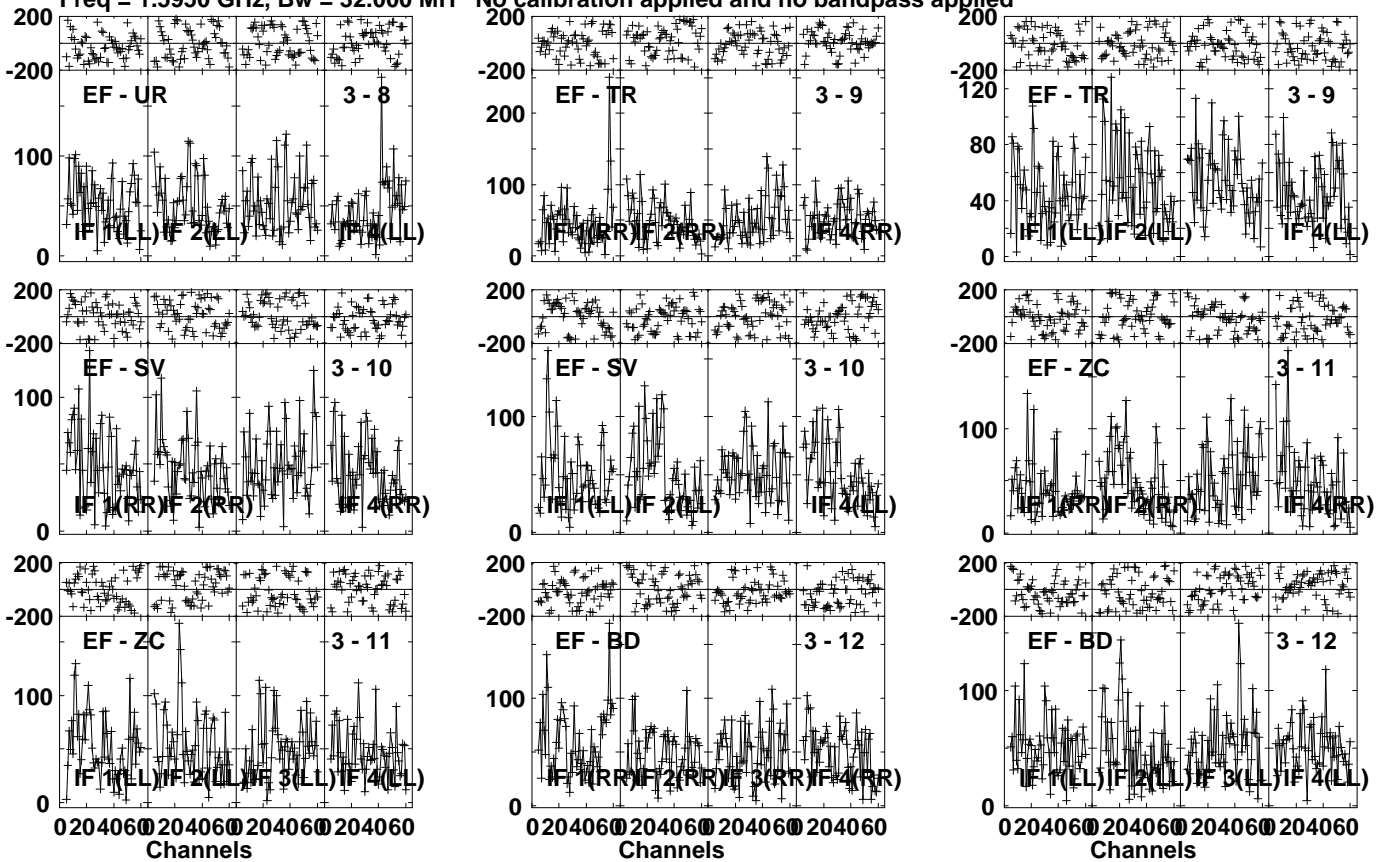 Freq = 1.5950 GHz, Bw = 32.000 MH No calibration applied and no bandpass applied
200
-200
EF - UR 3 - 8
100
0
IF 1(LL) IF 2(LL) IF 4(LL)
200
-200
EF - TR 3 - 9
200
100
0
IF 1(RR) IF 2(RR) IF 4(RR)
200
-200
EF - TR 3 - 9
120
80
40
0
IF 1(LL) IF 2(LL) IF 4(LL)
200
-200
EF - SV 3 - 10
100
0
IF 1(RR) IF 2(RR) IF 4(RR)
200
-200
EF - SV 3 - 10
100
0
IF 1(LL) IF 2(LL) IF 4(LL)
200
-200
EF - ZC 3 - 11
100
0
IF 1(RR) IF 2(RR) IF 4(RR)
200
-200
EF - ZC 3 - 11
100
0
IF 1(LL) IF 2(LL) IF 3(LL) IF 4(LL)
0 20 40 60 0 20 40 60 0 20 40 60 0 20 40 60
Channels
200
-200
EF - BD 3 - 12
100
0
IF 1(RR) IF 2(RR) IF 3(RR) IF 4(RR)
0 20 40 60 0 20 40 60 0 20 40 60 0 20 40 60
Channels
200
-200
EF - BD 3 - 12
100
0
IF 1(LL) IF 2(LL) IF 3(LL) IF 4(LL)
0 20 40 60 0 20 40 60 0 20 40 60 0 20 40 60
Channels